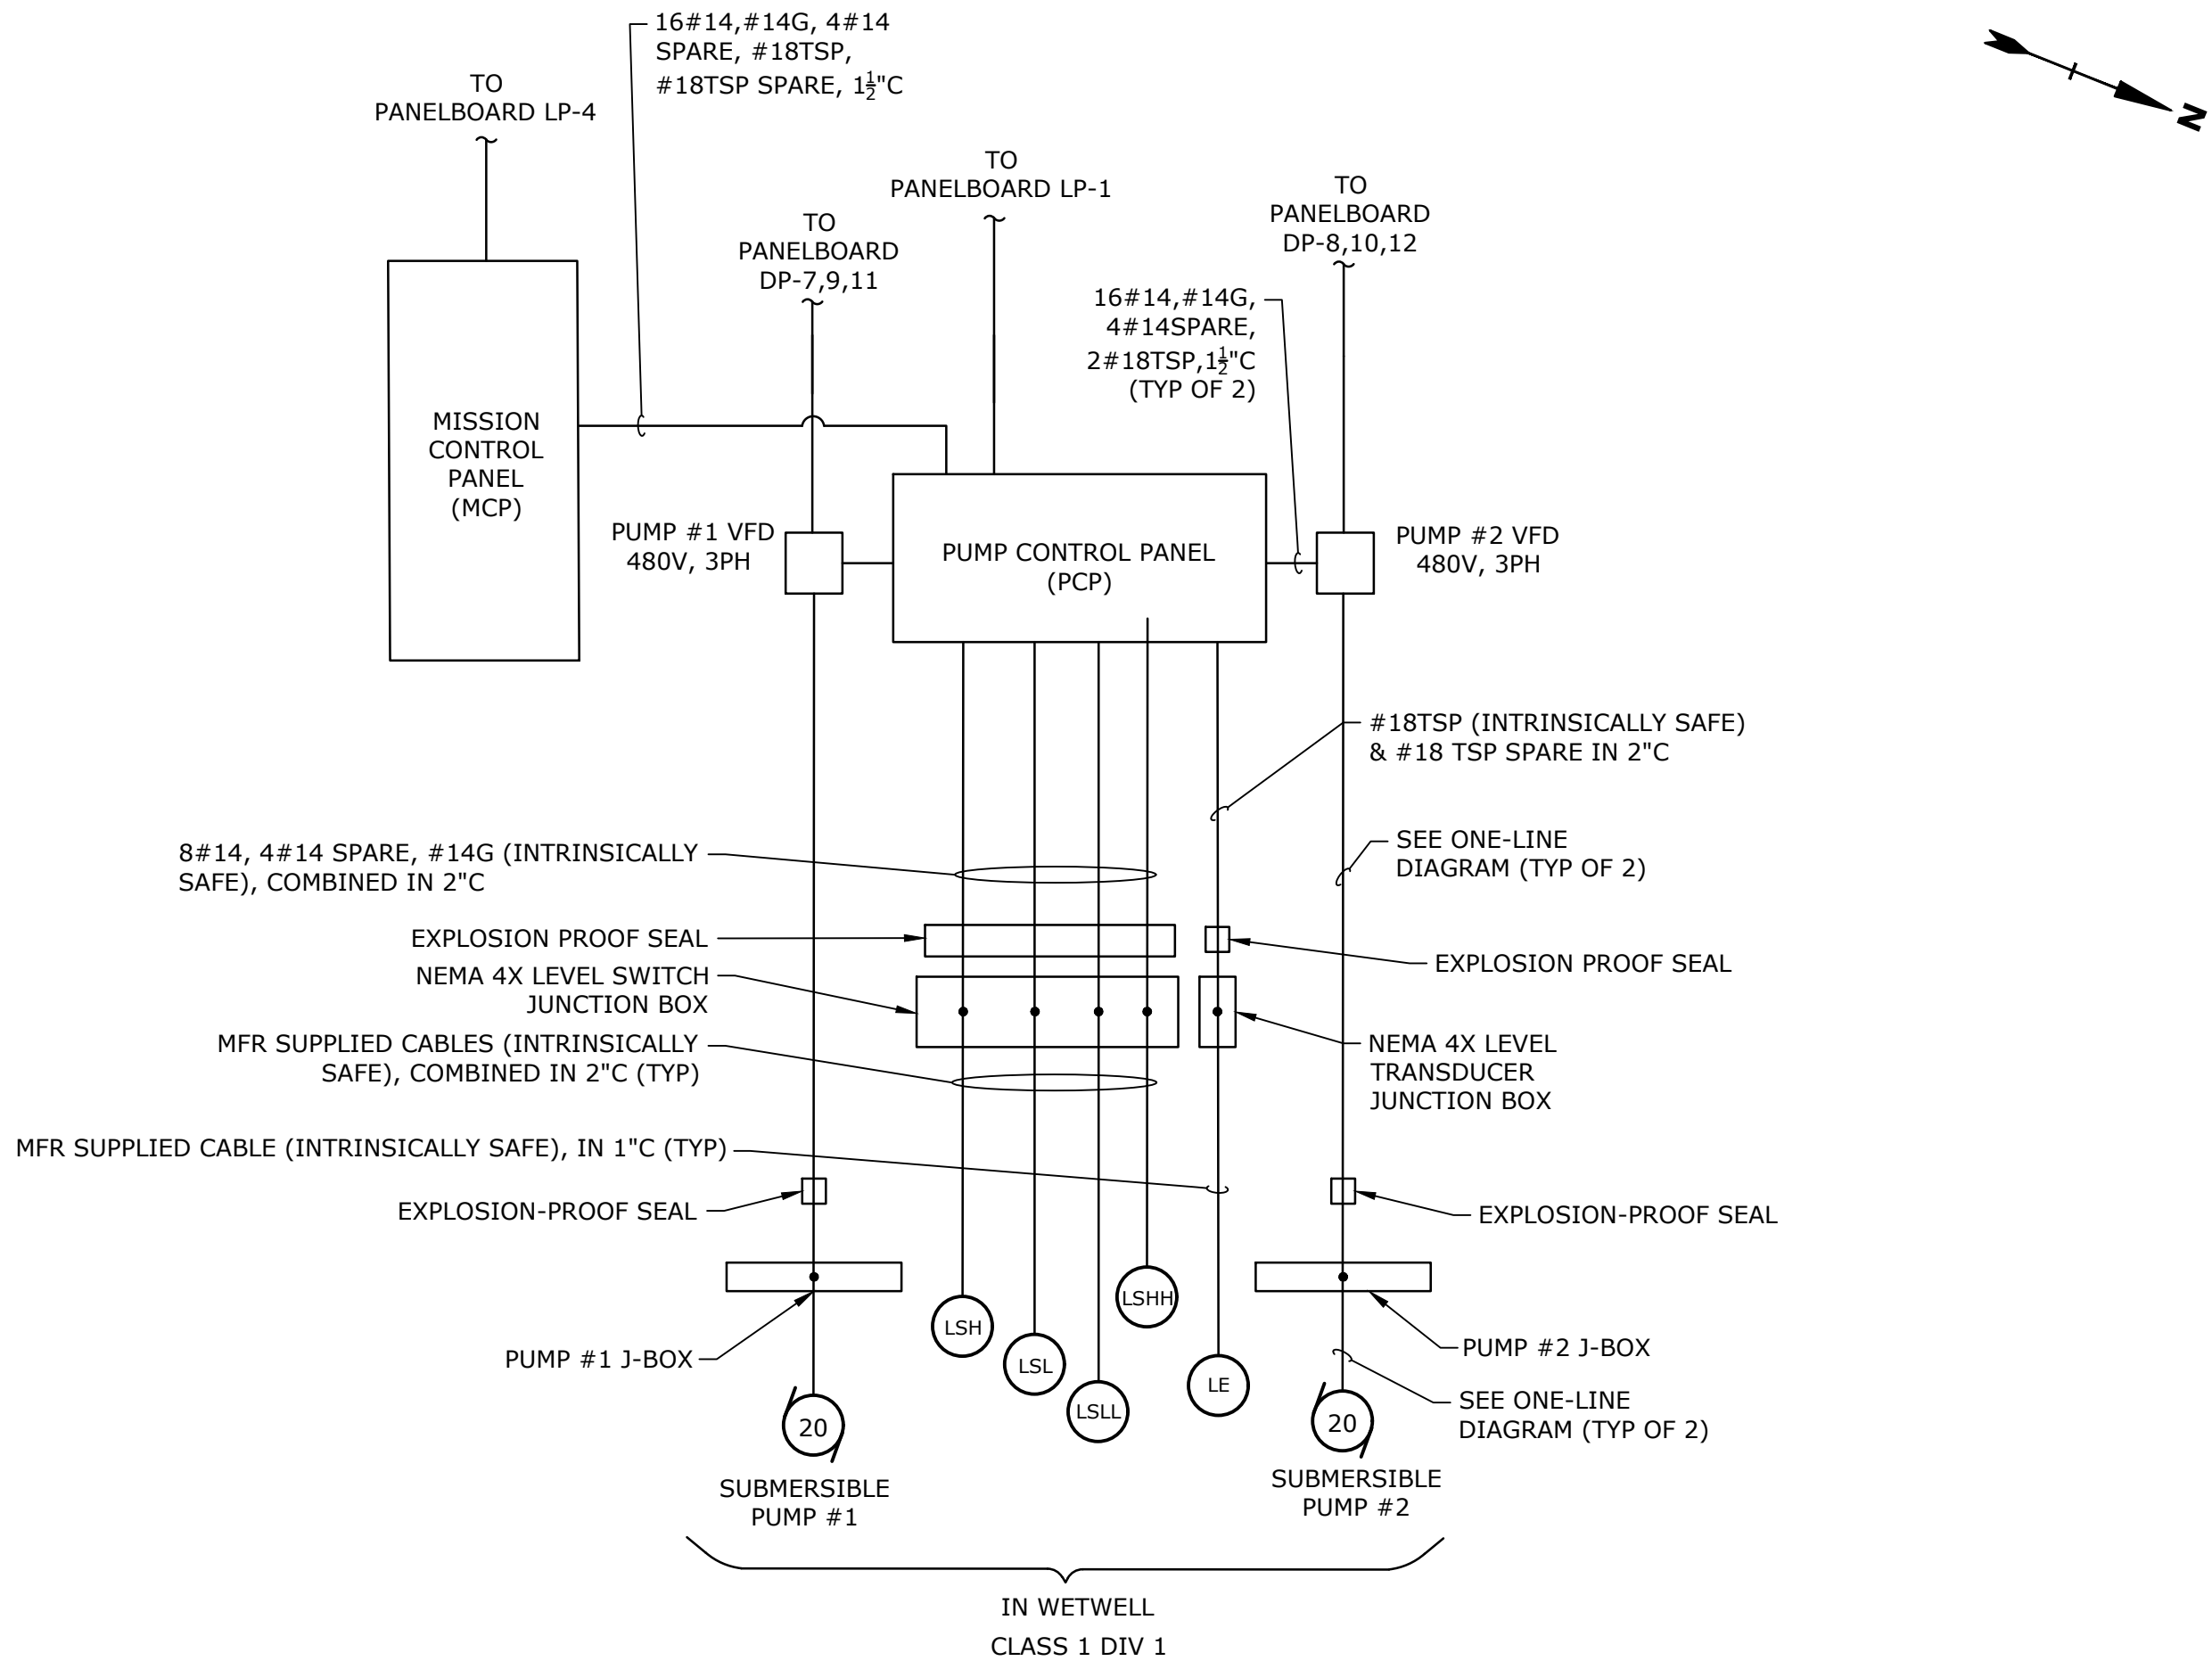 16#14,#14G, 4#14
SPARE, #18TSP,
#18TSP SPARE, 1½"C
TO
PANELBOARD LP-4
N
TO
PANELBOARD LP-1
TO
PANELBOARD
DP-8,10,12
TO
PANELBOARD
DP-7,9,11
16#14,#14G,
4#14SPARE,
2#18TSP,1½"C
(TYP OF 2)
MISSION
CONTROL
PANEL
(MCP)
PUMP #1 VFD
480V, 3PH
PUMP CONTROL PANEL
(PCP)
PUMP #2 VFD
480V, 3PH
#18TSP (INTRINSICALLY SAFE)
& #18 TSP SPARE IN 2"C
8#14, 4#14 SPARE, #14G (INTRINSICALLY
SAFE), COMBINED IN 2"C
SEE ONE-LINE
DIAGRAM (TYP OF 2)
EXPLOSION PROOF SEAL
EXPLOSION PROOF SEAL
NEMA 4X LEVEL SWITCH
JUNCTION BOX
MFR SUPPLIED CABLES (INTRINSICALLY
SAFE), COMBINED IN 2"C (TYP)
NEMA 4X LEVEL
TRANSDUCER
JUNCTION BOX
MFR SUPPLIED CABLE (INTRINSICALLY SAFE), IN 1"C (TYP)
EXPLOSION-PROOF SEAL
EXPLOSION-PROOF SEAL
LSHH
LSH
LSL
LE
LSLL
PUMP #1 J-BOX
PUMP #2 J-BOX
SEE ONE-LINE
DIAGRAM (TYP OF 2)
20
20
SUBMERSIBLE
PUMP #1
SUBMERSIBLE
PUMP #2
IN WETWELL
CLASS 1 DIV 1